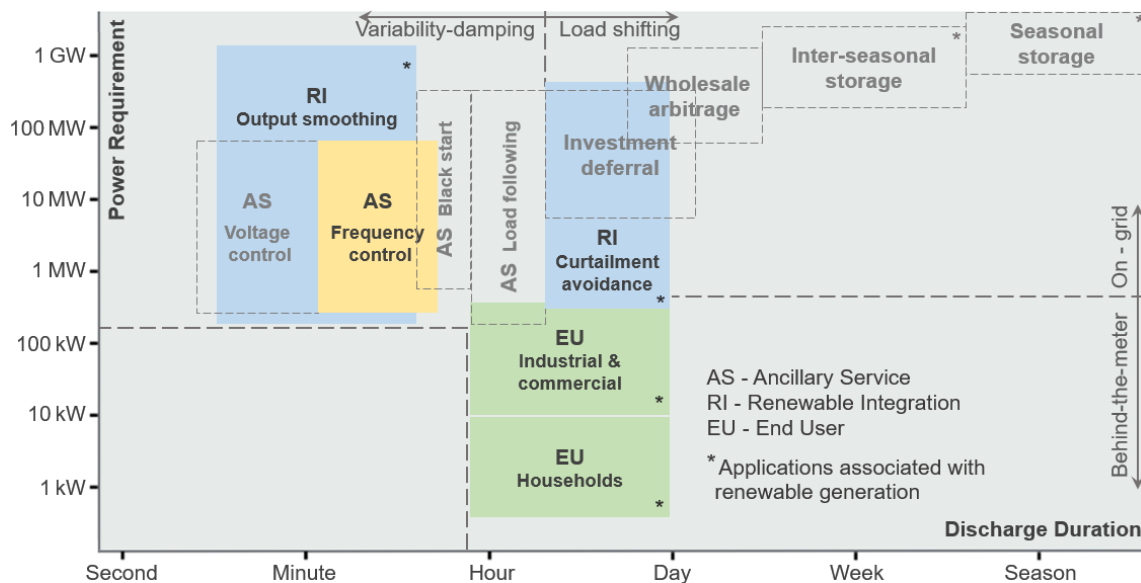 Variability-damping
Load shifting
Power Requirement
1 GW
100 MW
10 MW
1 MW
100 kW
10 kW
1 kW
*
RI
Output smoothing
AS
Voltage
control
AS
Frequency
control
AS Black start
AS Load following
Wholesale
arbitrage
Investment
deferral
*
Inter-seasonal
storage
*
Seasonal
storage
RI
Curtailment
avoidance
*
EU
Industrial &
commercial
*
EU
Households
*
On - grid
Behind-the-meter
AS - Ancillary Service
RI - Renewable Integration
EU - End User
* Applications associated with
renewable generation
Discharge Duration
Second
Minute
Hour
Day
Week
Season